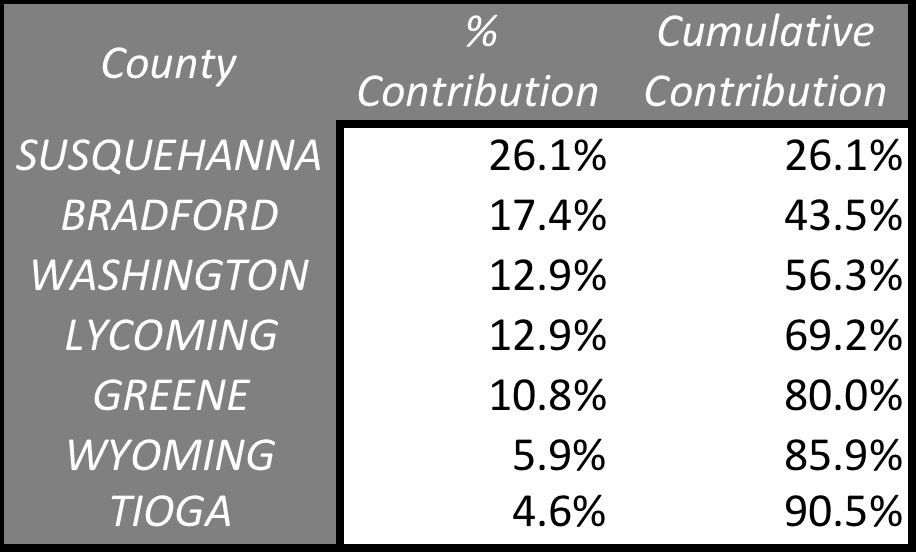 County % Contribution Cumulative Contribution
SUSQUEHANNA 26.1% 26.1%
BRADFORD 17.4% 43.5%
WASHINGTON 12.9% 56.3%
LYCOMING 12.9% 69.2%
GREENE 10.8% 80.0%
WYOMING 5.9% 85.9%
TIOGA 4.6% 90.5%